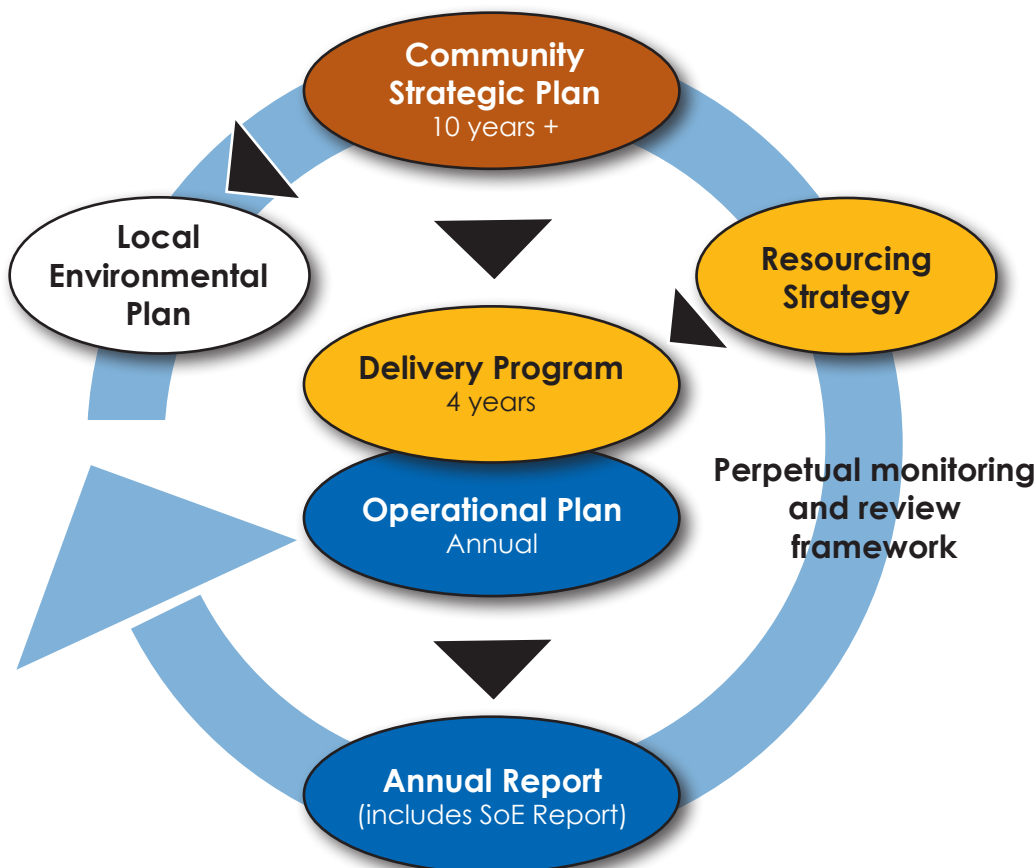 Community
Strategic Plan
10 years +
Local
Environmental
Plan
Resourcing
Strategy
Delivery Program
4 years
Operational Plan
Annual
Perpetual monitoring
and review
framework
Annual Report
(includes SoE Report)